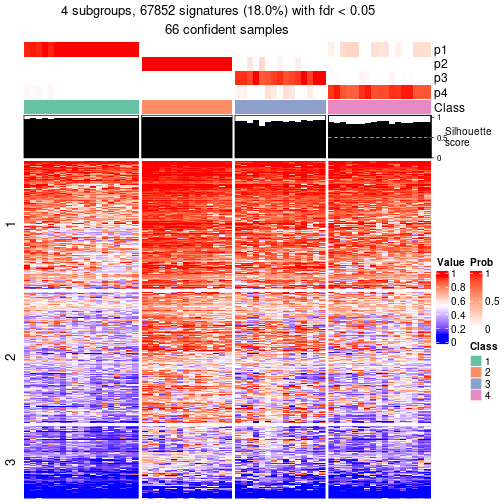 4 subgroups, 67852 signatures (18.0%) with fdr < 0.05
66 confident samples
p1
p2
p3
p4
Class
1
0.5
0
Silhouette
score
1
2
3
Value
1
0.8
0.6
0.4
0.2
0
Prob
1
0.5
0
Class
1
2
3
4